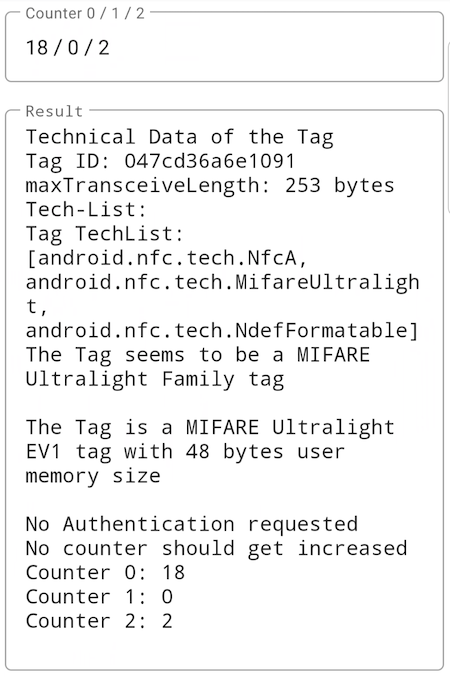 Counter 0 / 1 / 2
18 / 0 / 2
Result
Technical Data of the Tag
Tag ID: 047cd36a6e1091
maxTransceiveLength: 253 bytes
Tech-List:
Tag TechList:
[android.nfc.tech.NfcA,
android.nfc.tech.MifareUltraligh
t,
android.nfc.tech.NdefFormatable]
The Tag seems to be a MIFARE
Ultralight Family tag
The Tag is a MIFARE Ultralight
EV1 tag with 48 bytes user
memory size
No Authentication requested
No counter should get increased
Counter 0: 18
Counter 1: 0
Counter 2: 2